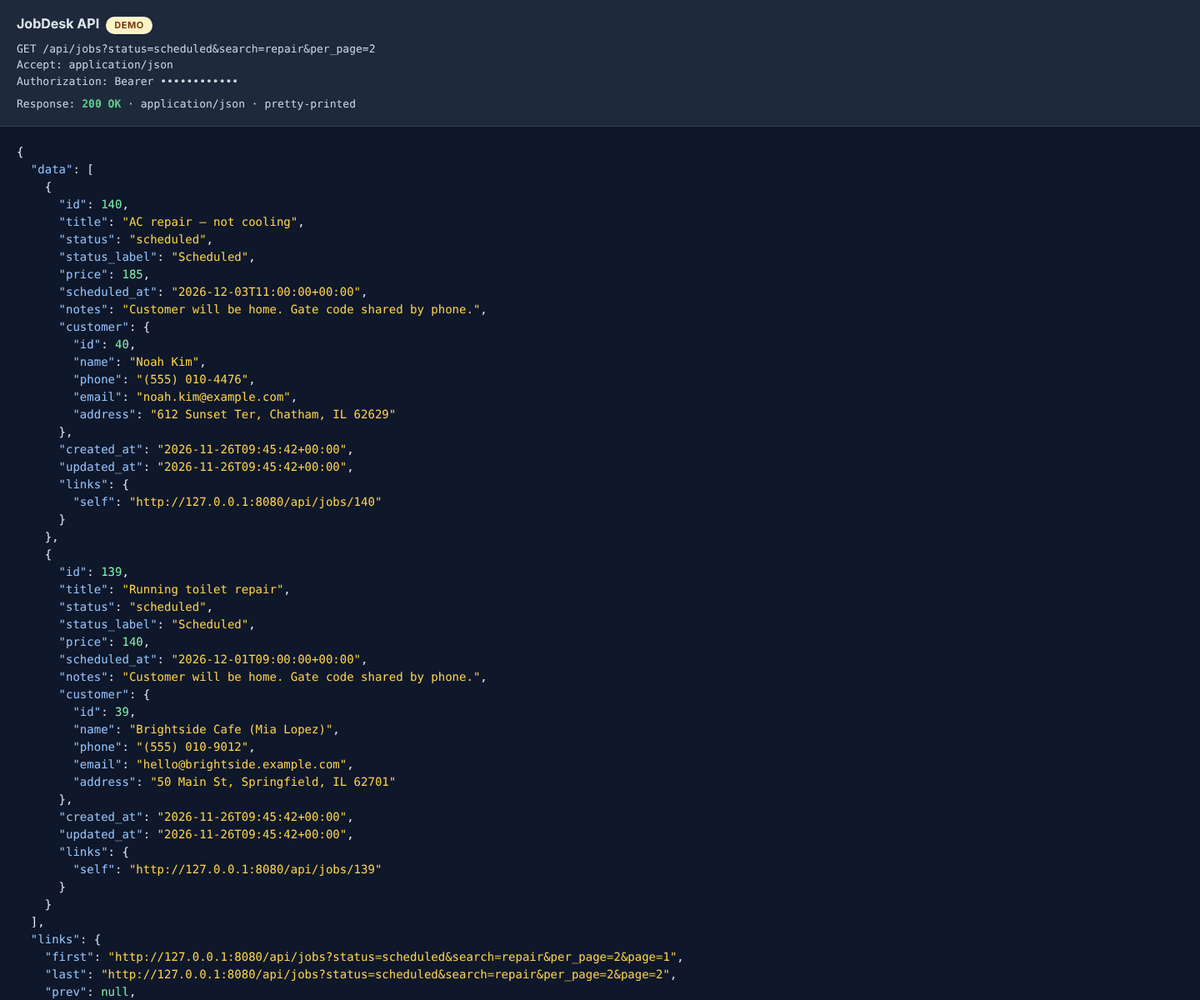 JobDesk API DEMO
GET /api/jobs?status=scheduled&search=repair&per_page=2
Accept: application/json
Authorization: Bearer ••••••••••••
Response: 200 OK · application/json · pretty-printed
{
  "data": [
    {
      "id": 140,
      "title": "AC repair — not cooling",
      "status": "scheduled",
      "status_label": "Scheduled",
      "price": 185,
      "scheduled_at": "2026-12-03T11:00:00+00:00",
      "notes": "Customer will be home. Gate code shared by phone.",
      "customer": {
        "id": 40,
        "name": "Noah Kim",
        "phone": "(555) 010-4476",
        "email": "noah.kim@example.com",
        "address": "612 Sunset Ter, Chatham, IL 62629"
      },
      "created_at": "2026-11-26T09:45:42+00:00",
      "updated_at": "2026-11-26T09:45:42+00:00",
      "links": {
        "self": "http://127.0.0.1:8080/api/jobs/140"
      }
    },
    {
      "id": 139,
      "title": "Running toilet repair",
      "status": "scheduled",
      "status_label": "Scheduled",
      "price": 140,
      "scheduled_at": "2026-12-01T09:00:00+00:00",
      "notes": "Customer will be home. Gate code shared by phone.",
      "customer": {
        "id": 39,
        "name": "Brightside Cafe (Mia Lopez)",
        "phone": "(555) 010-9012",
        "email": "hello@brightside.example.com",
        "address": "50 Main St, Springfield, IL 62701"
      },
      "created_at": "2026-11-26T09:45:42+00:00",
      "updated_at": "2026-11-26T09:45:42+00:00",
      "links": {
        "self": "http://127.0.0.1:8080/api/jobs/139"
      }
    }
  ],
  "links": {
    "first": "http://127.0.0.1:8080/api/jobs?status=scheduled&search=repair&per_page=2&page=1",
    "last": "http://127.0.0.1:8080/api/jobs?status=scheduled&search=repair&per_page=2&page=2",
    "prev": null,